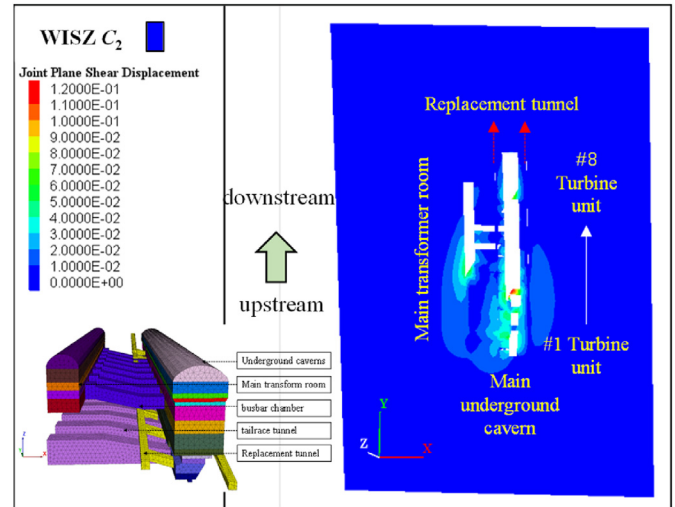 WISZ C2
Joint Plane Shear Displacement
1.2000E-01
1.1000E-01
1.0000E-01
9.0000E-02
8.0000E-02
7.0000E-02
6.0000E-02
5.0000E-02
4.0000E-02
3.0000E-02
2.0000E-02
1.0000E-02
0.0000E+00
downstream
upstream
Underground caverns
Main transform room
busbar chamber
tailrace tunnel
Replacement tunnel
Z
Y
X
Replacement tunnel
Main transformer room
#8
Turbine
unit
#1 Turbine
unit
Main
underground
cavern
Y
Z
X